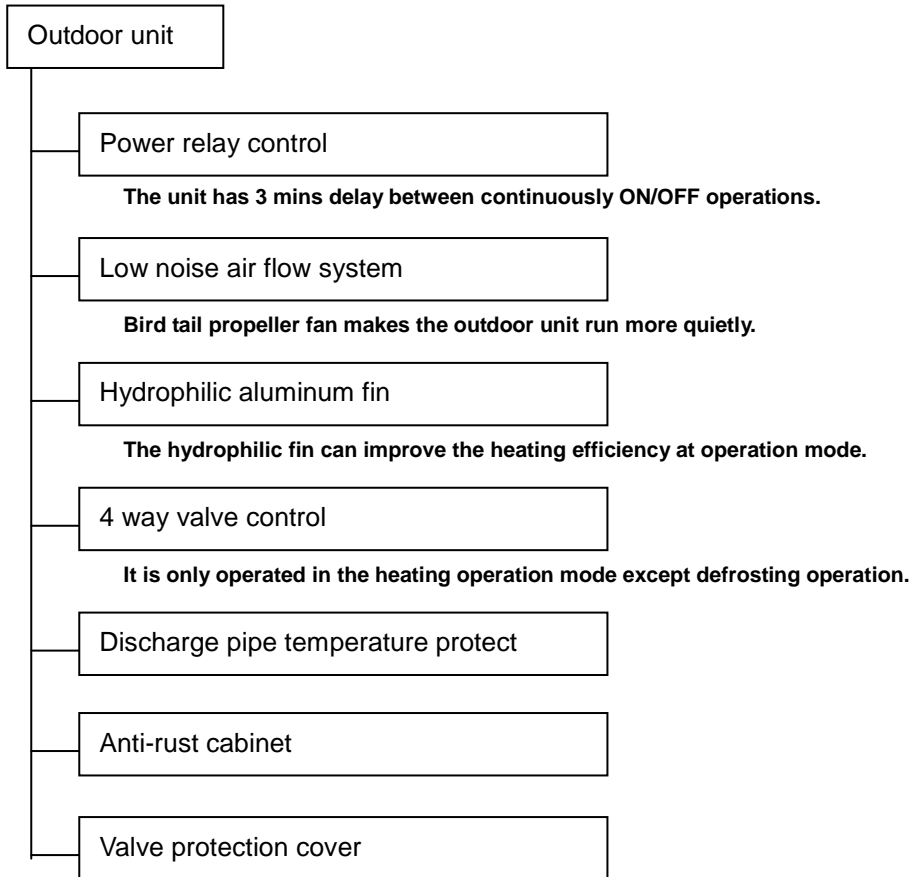 Outdoor unit
Power relay control
The unit has 3 mins delay between continuously ON/OFF operations.
Low noise air flow system
Bird tail propeller fan makes the outdoor unit run more quietly.
Hydrophilic aluminum fin
The hydrophilic fin can improve the heating efficiency at operation mode.
4 way valve control
It is only operated in the heating operation mode except defrosting operation.
Discharge pipe temperature protect
Anti-rust cabinet
Valve protection cover